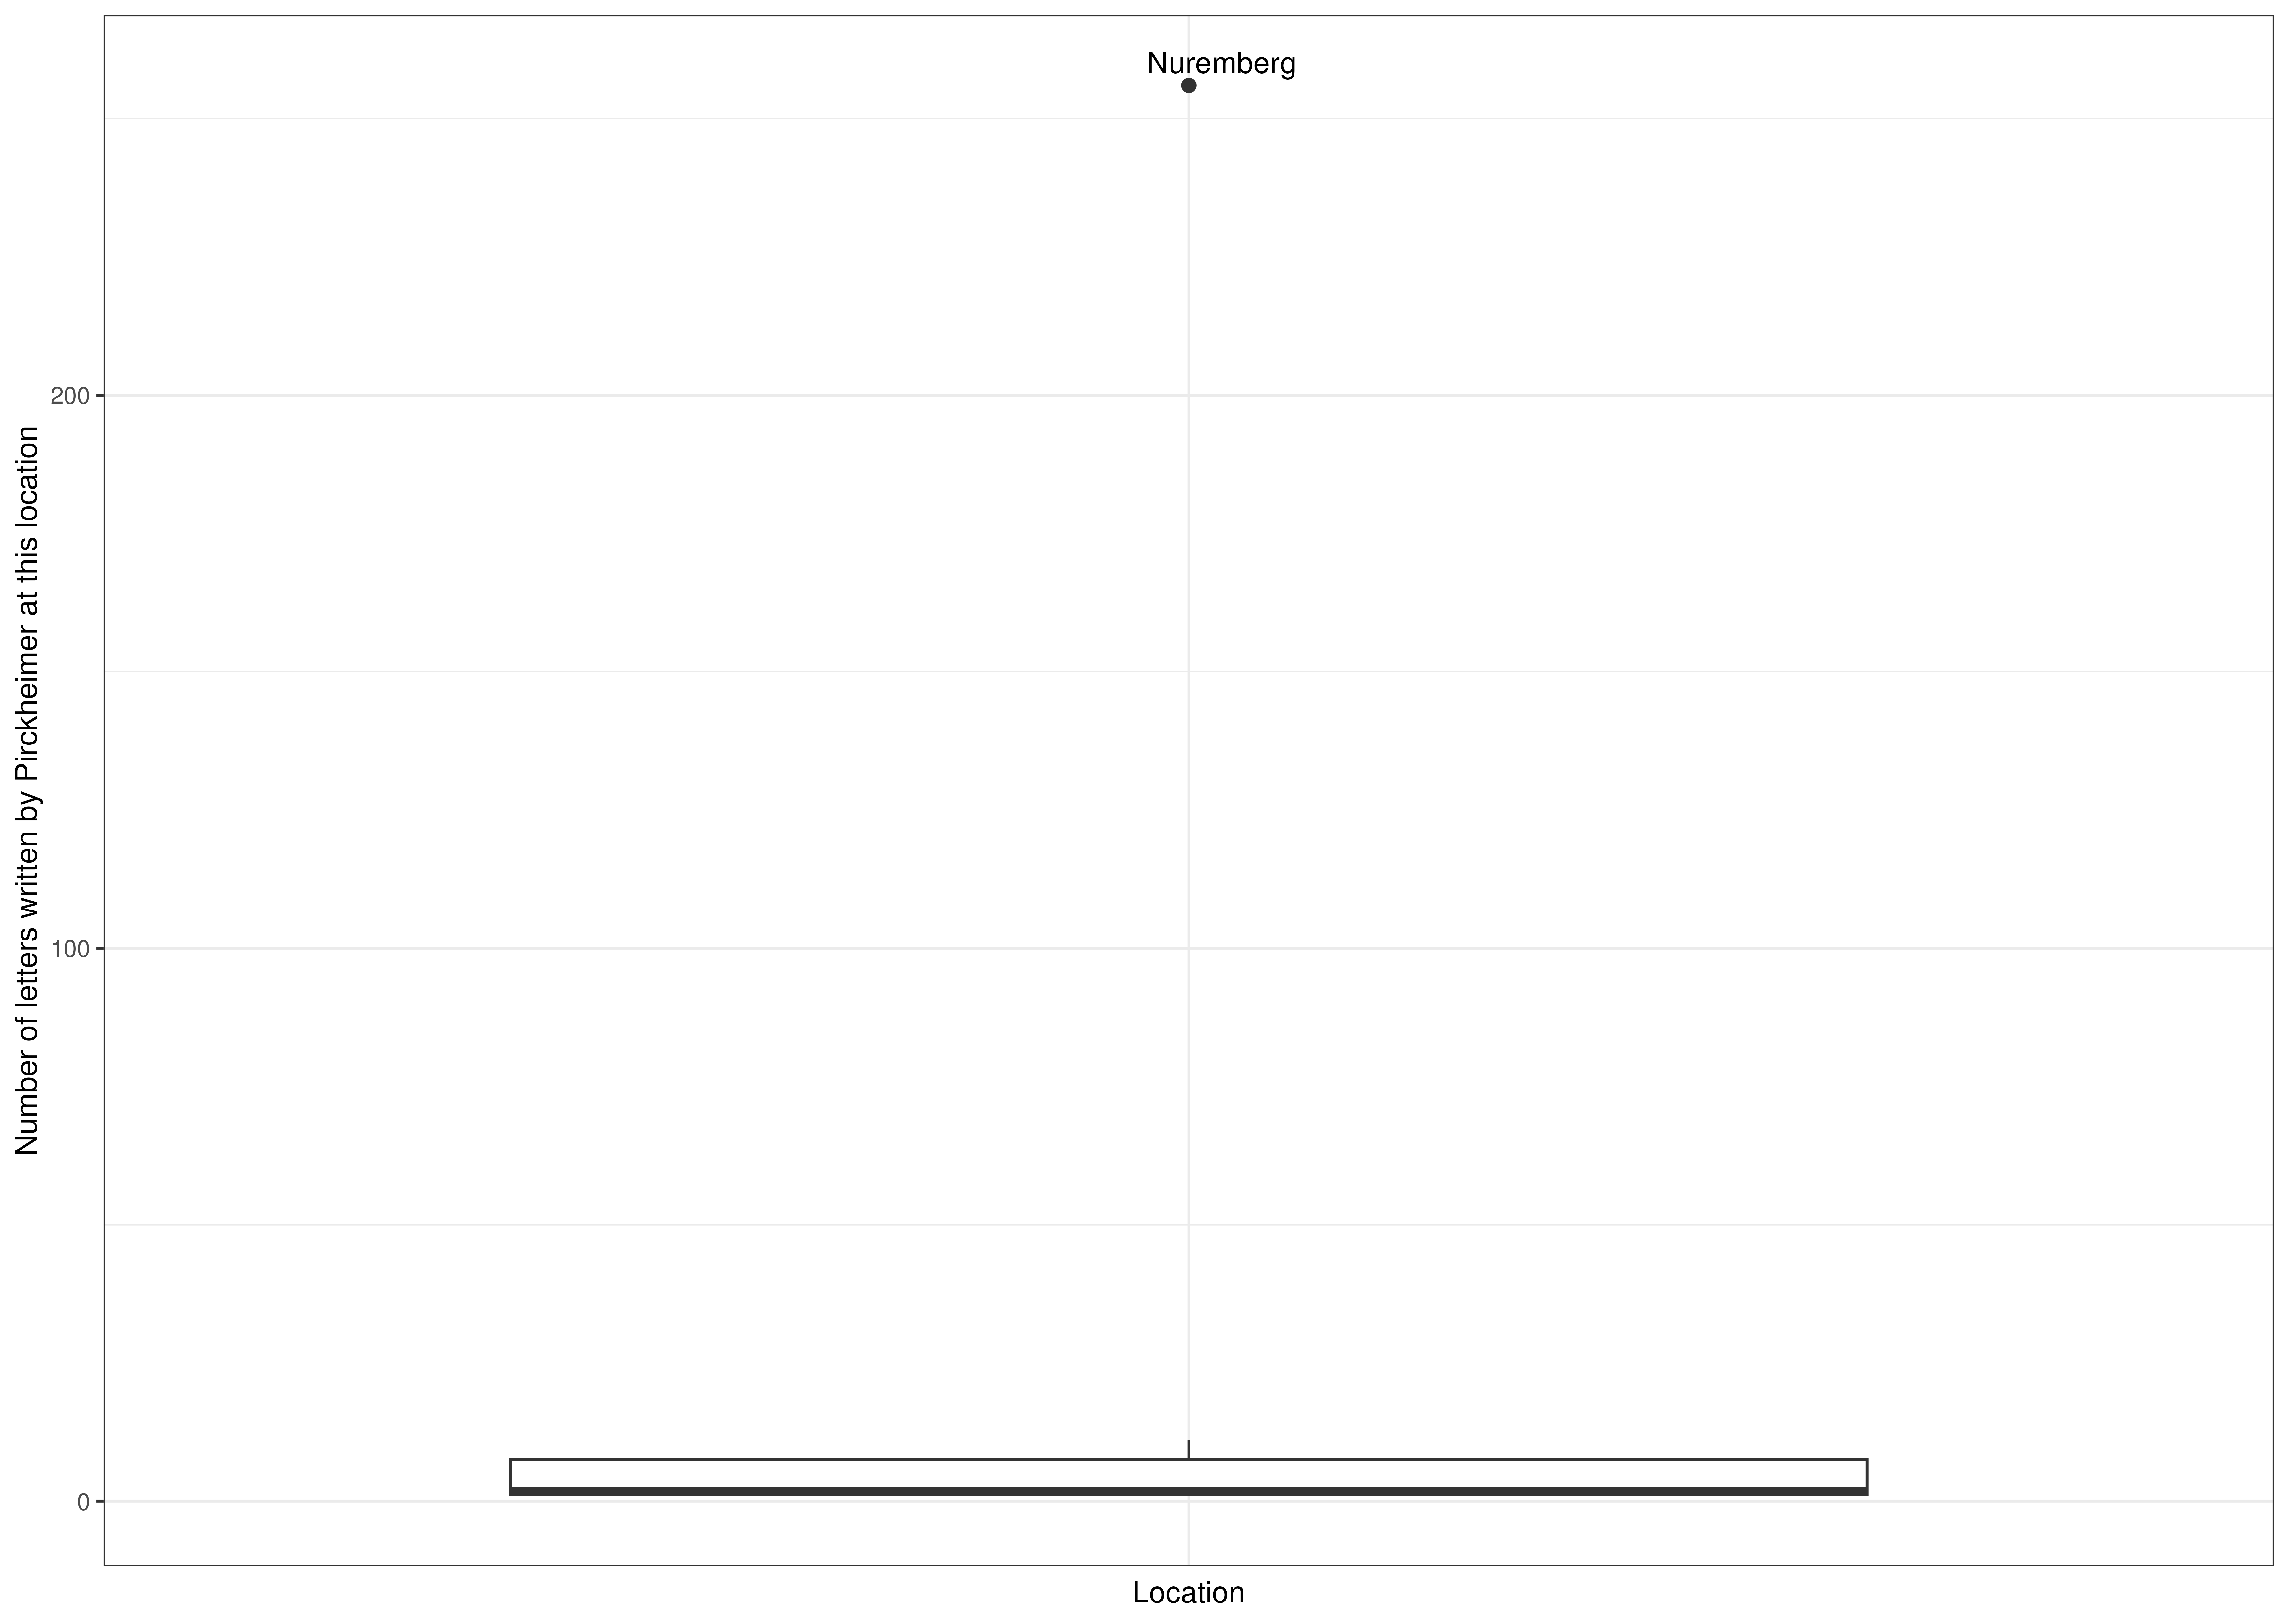 Nuremberg
200
100
0
Number of letters written by Pirckheimer at this location
Location